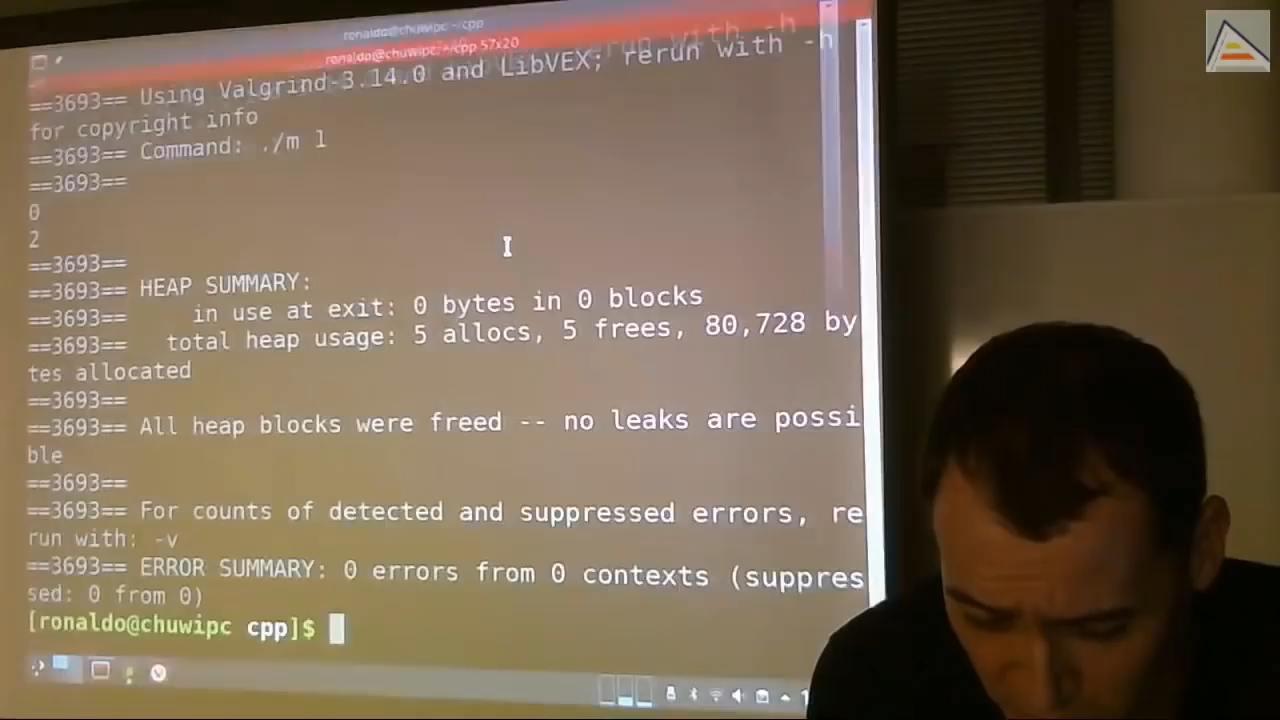 ronaldo@chuwipc:~/cpp
ronaldo@chuwipc:~/cpp 57x20
==3693== Using Valgrind-3.14.0 and LibVEX; rerun with -h
for copyright info
==3693== Command: ./m 1
==3693==
0
2
==3693==
==3693== HEAP SUMMARY:
==3693==     in use at exit: 0 bytes in 0 blocks
==3693==   total heap usage: 5 allocs, 5 frees, 80,728 by
tes allocated
==3693==
==3693== All heap blocks were freed -- no leaks are possi
ble
==3693==
==3693== For counts of detected and suppressed errors, re
run with: -v
==3693== ERROR SUMMARY: 0 errors from 0 contexts (suppres
sed: 0 from 0)
[ronaldo@chuwipc cpp]$